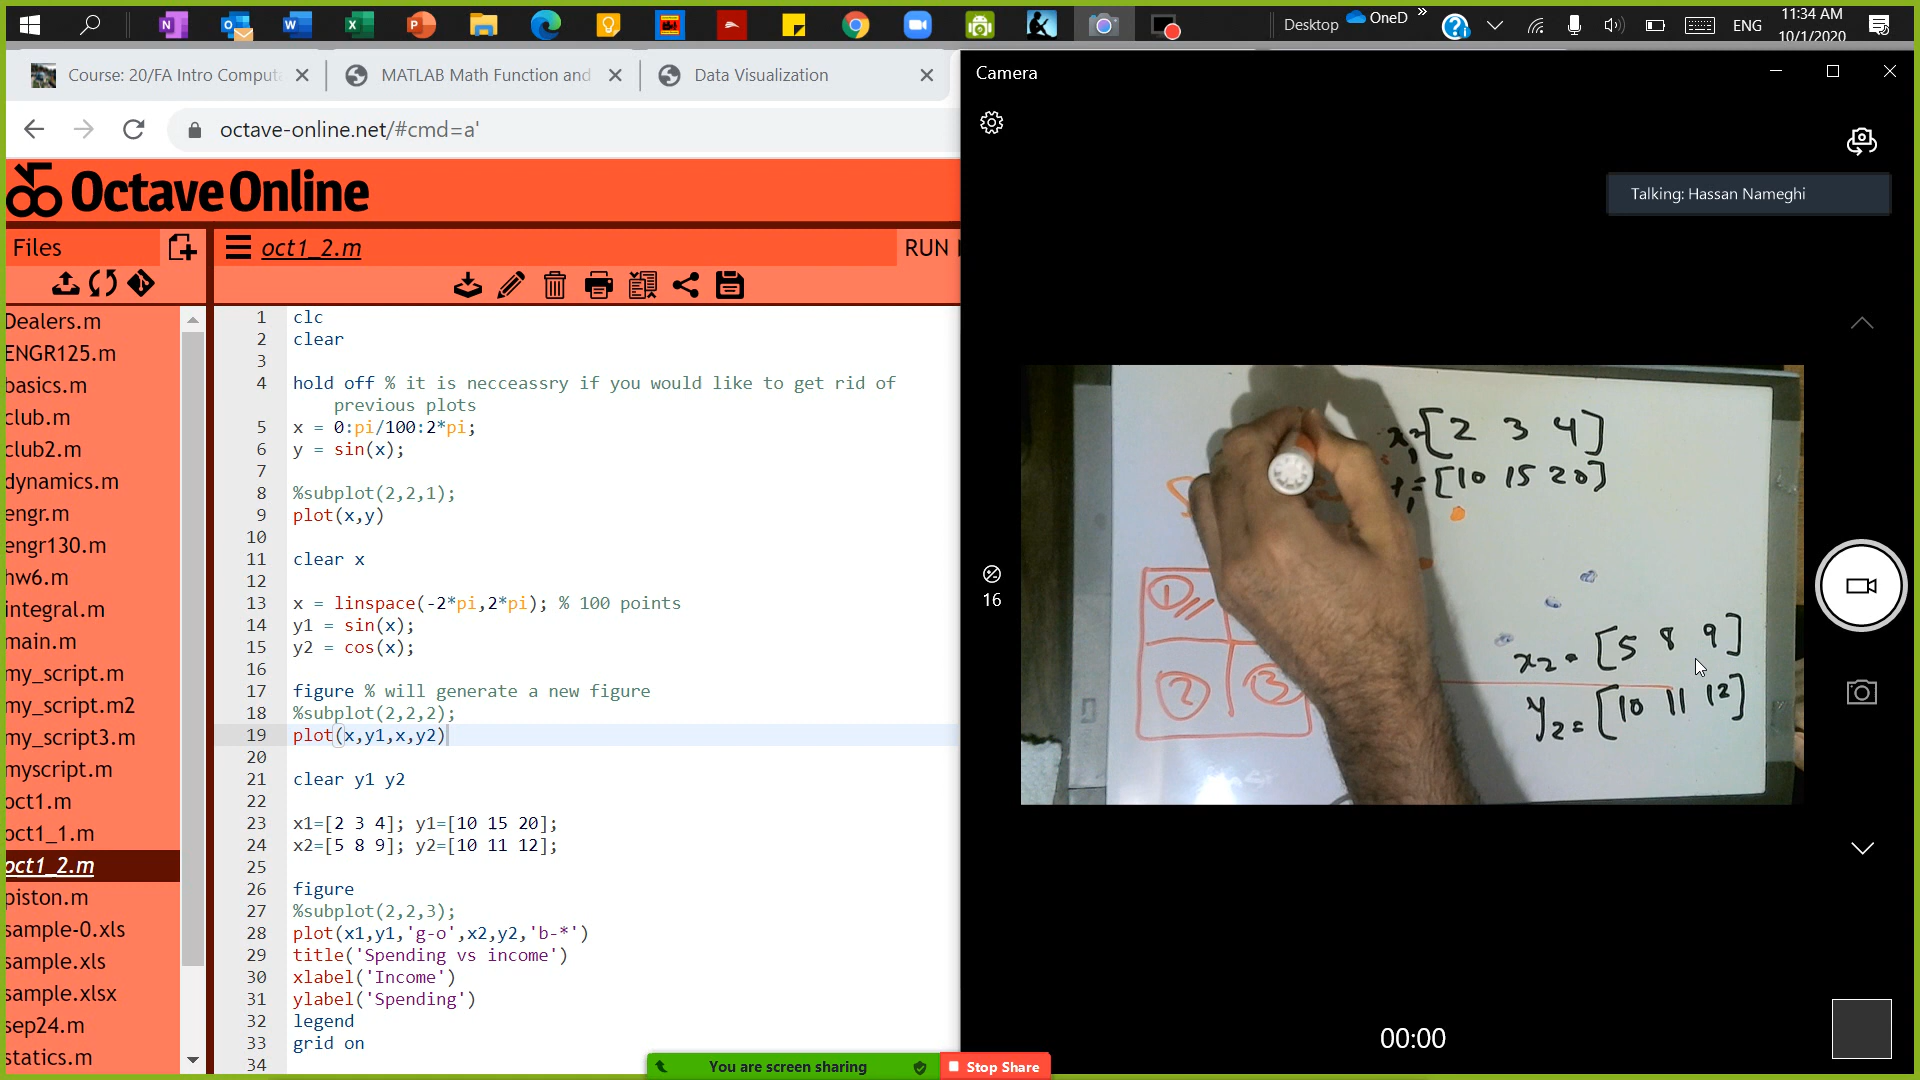 Desktop
OneD
»
ENG
11:34 AM
10/1/2020
Course: 20/FA Intro Computa
MATLAB Math Function and
Data Visualization
octave-online.net/#cmd=a'
Octave Online
Files
oct1_2.m
RUN
Dealers.m
ENGR125.m
basics.m
club.m
club2.m
dynamics.m
engr.m
engr130.m
hw6.m
integral.m
main.m
my_script.m
my_script.m2
my_script3.m
myscript.m
oct1.m
oct1_1.m
oct1_2.m
piston.m
sample-0.xls
sample.xls
sample.xlsx
sep24.m
statics.m
1 clc
2 clear
3
4 hold off % it is necceassry if you would like to get rid of
previous plots
5 x = 0:pi/100:2*pi;
6 y = sin(x);
7
8 %subplot(2,2,1);
9 plot(x,y)
10
11 clear x
12
13 x = linspace(-2*pi,2*pi); % 100 points
14 y1 = sin(x);
15 y2 = cos(x);
16
17 figure % will generate a new figure
18 %subplot(2,2,2);
19 plot(x,y1,x,y2)
20
21 clear y1 y2
22
23 x1=[2 3 4]; y1=[10 15 20];
24 x2=[5 8 9]; y2=[10 11 12];
25
26 figure
27 %subplot(2,2,3);
28 plot(x1,y1,'g-o',x2,y2,'b-*')
29 title('Spending vs income')
30 xlabel('Income')
31 ylabel('Spending')
32 legend
33 grid on
34
You are screen sharing
Stop Share
Camera
Talking: Hassan Nameghi
16
[2 3 4]
=[10 15 20]
1
2 3
x2=[5 8 9]
y2=[10 11 12]
00:00